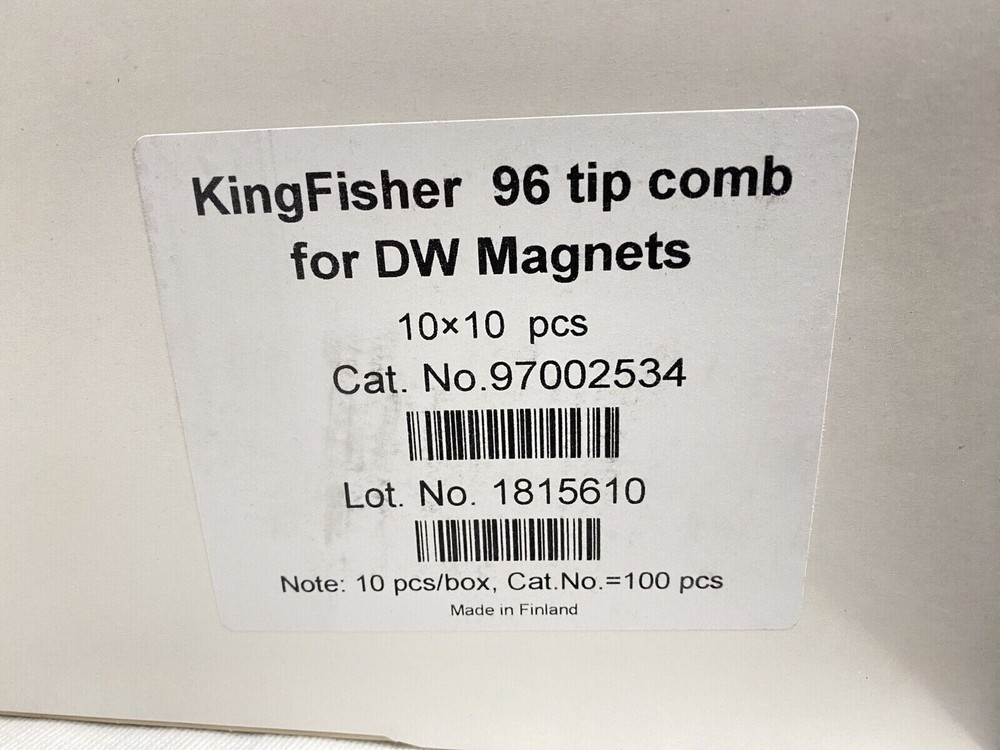 KingFisher 96 tip comb
for DW Magnets
10×10 pcs
Cat. No.97002534
Lot. No. 1815610
Note: 10 pcs/box, Cat.No.=100 pcs
Made in Finland